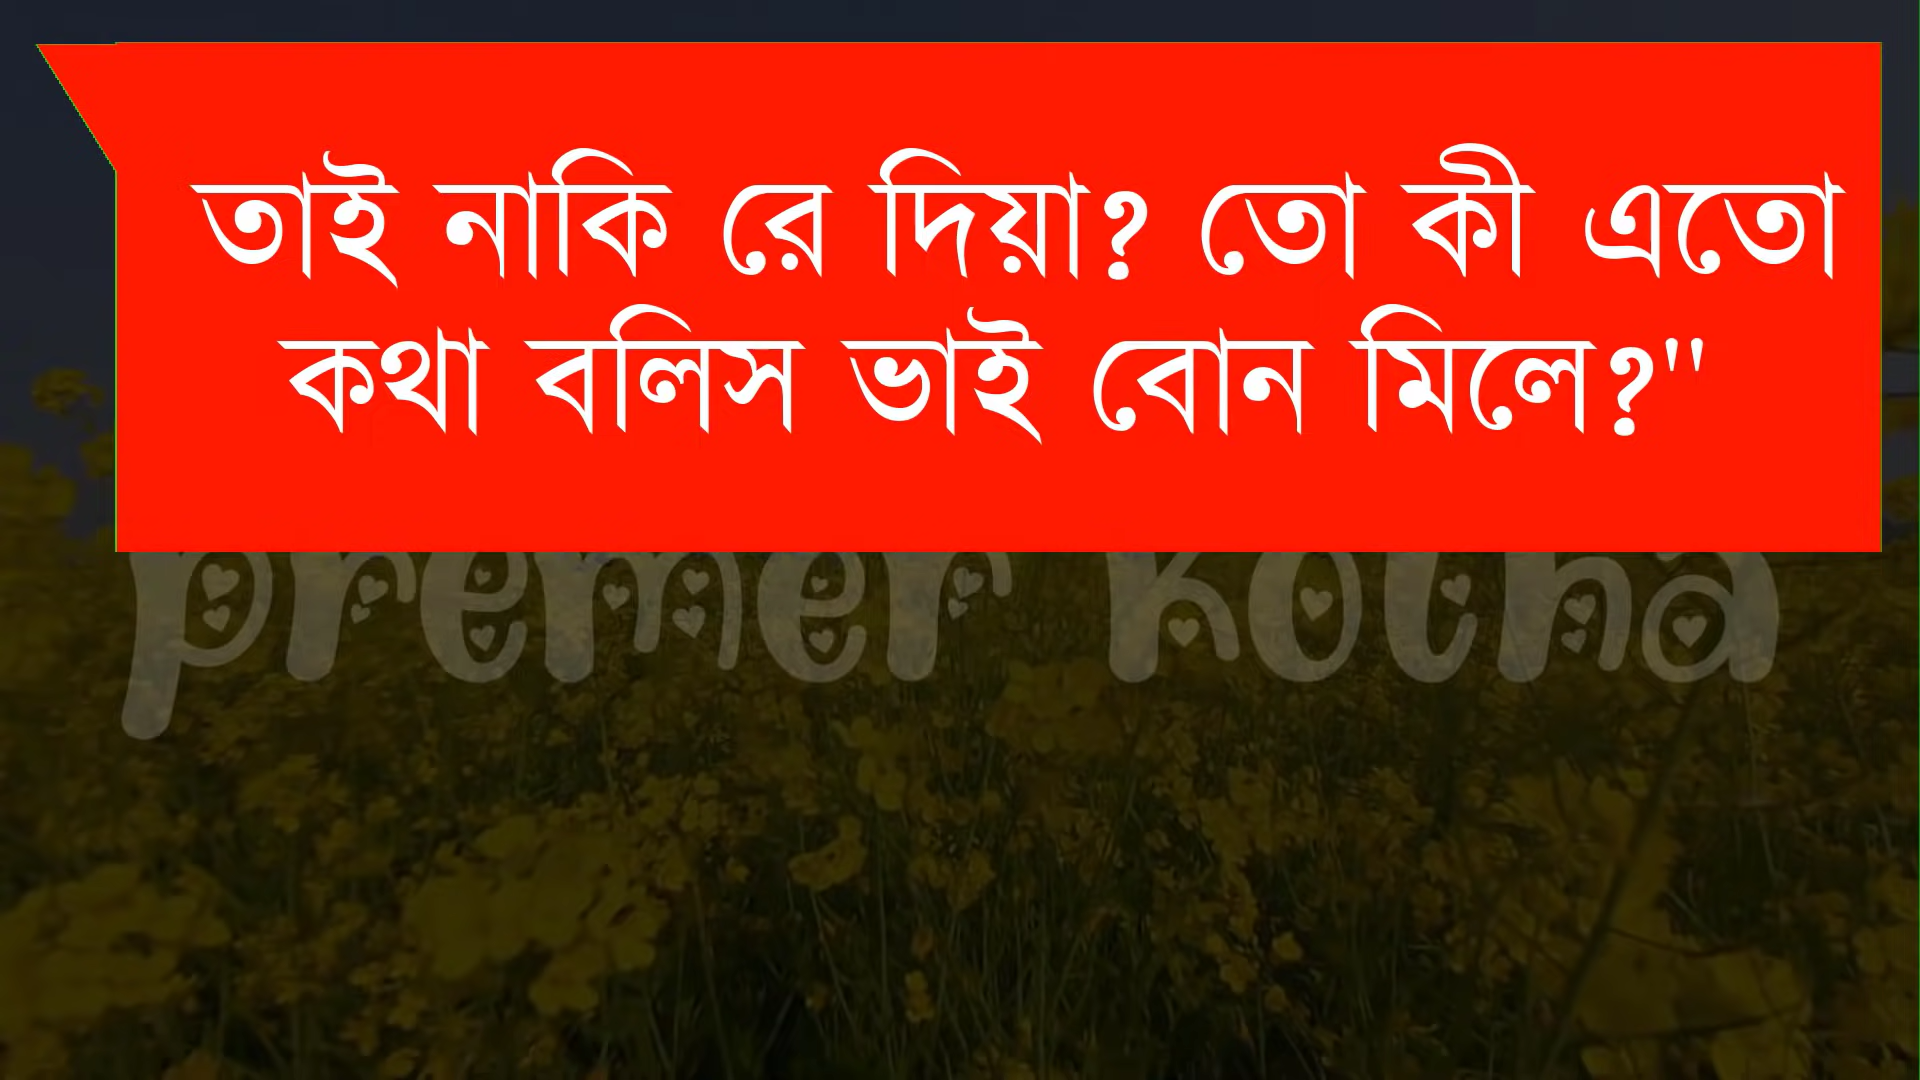 তাই নাকি রে দিয়া? তো কী এতো
কথা বলিস ভাই বোন মিলে?"
premer kotha